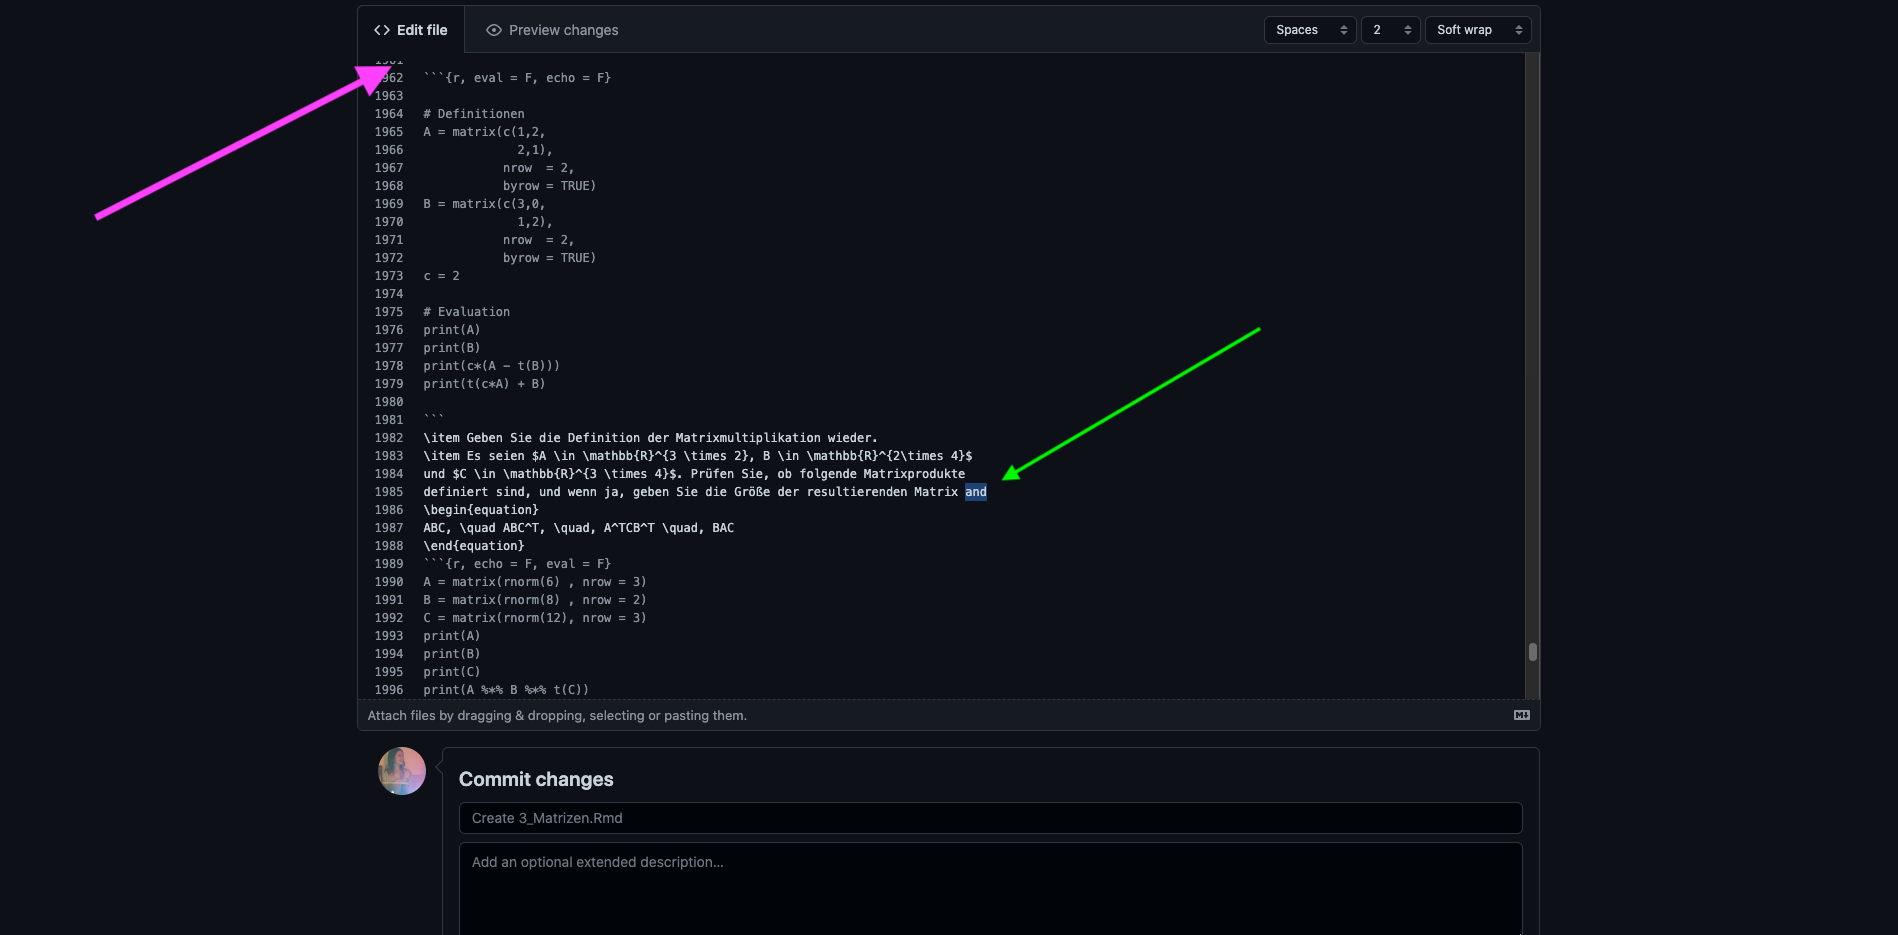 Edit file
Preview changes
Spaces
2
Soft wrap
1961
1962 ```{r, eval = F, echo = F}
1963
1964 # Definitionen
1965 A = matrix(c(1,2,
1966              2,1),
1967            nrow  = 2,
1968            byrow = TRUE)
1969 B = matrix(c(3,0,
1970              1,2),
1971            nrow  = 2,
1972            byrow = TRUE)
1973 c = 2
1974
1975 # Evaluation
1976 print(A)
1977 print(B)
1978 print(c*(A - t(B)))
1979 print(t(c*A) + B)
1980
1981 ```
1982 \item Geben Sie die Definition der Matrixmultiplikation wieder.
1983 \item Es seien $A \in \mathbb{R}^{3 \times 2}, B \in \mathbb{R}^{2\times 4}$
1984 und $C \in \mathbb{R}^{3 \times 4}$. Prüfen Sie, ob folgende Matrixprodukte
1985 definiert sind, und wenn ja, geben Sie die Größe der resultierenden Matrix and
1986 \begin{equation}
1987 ABC, \quad ABC^T, \quad, A^TCB^T \quad, BAC
1988 \end{equation}
1989 ```{r, echo = F, eval = F}
1990 A = matrix(rnorm(6) , nrow = 3)
1991 B = matrix(rnorm(8) , nrow = 2)
1992 C = matrix(rnorm(12), nrow = 3)
1993 print(A)
1994 print(B)
1995 print(C)
1996 print(A %*% B %*% t(C))
Attach files by dragging & dropping, selecting or pasting them.
Commit changes
Create 3_Matrizen.Rmd
Add an optional extended description...